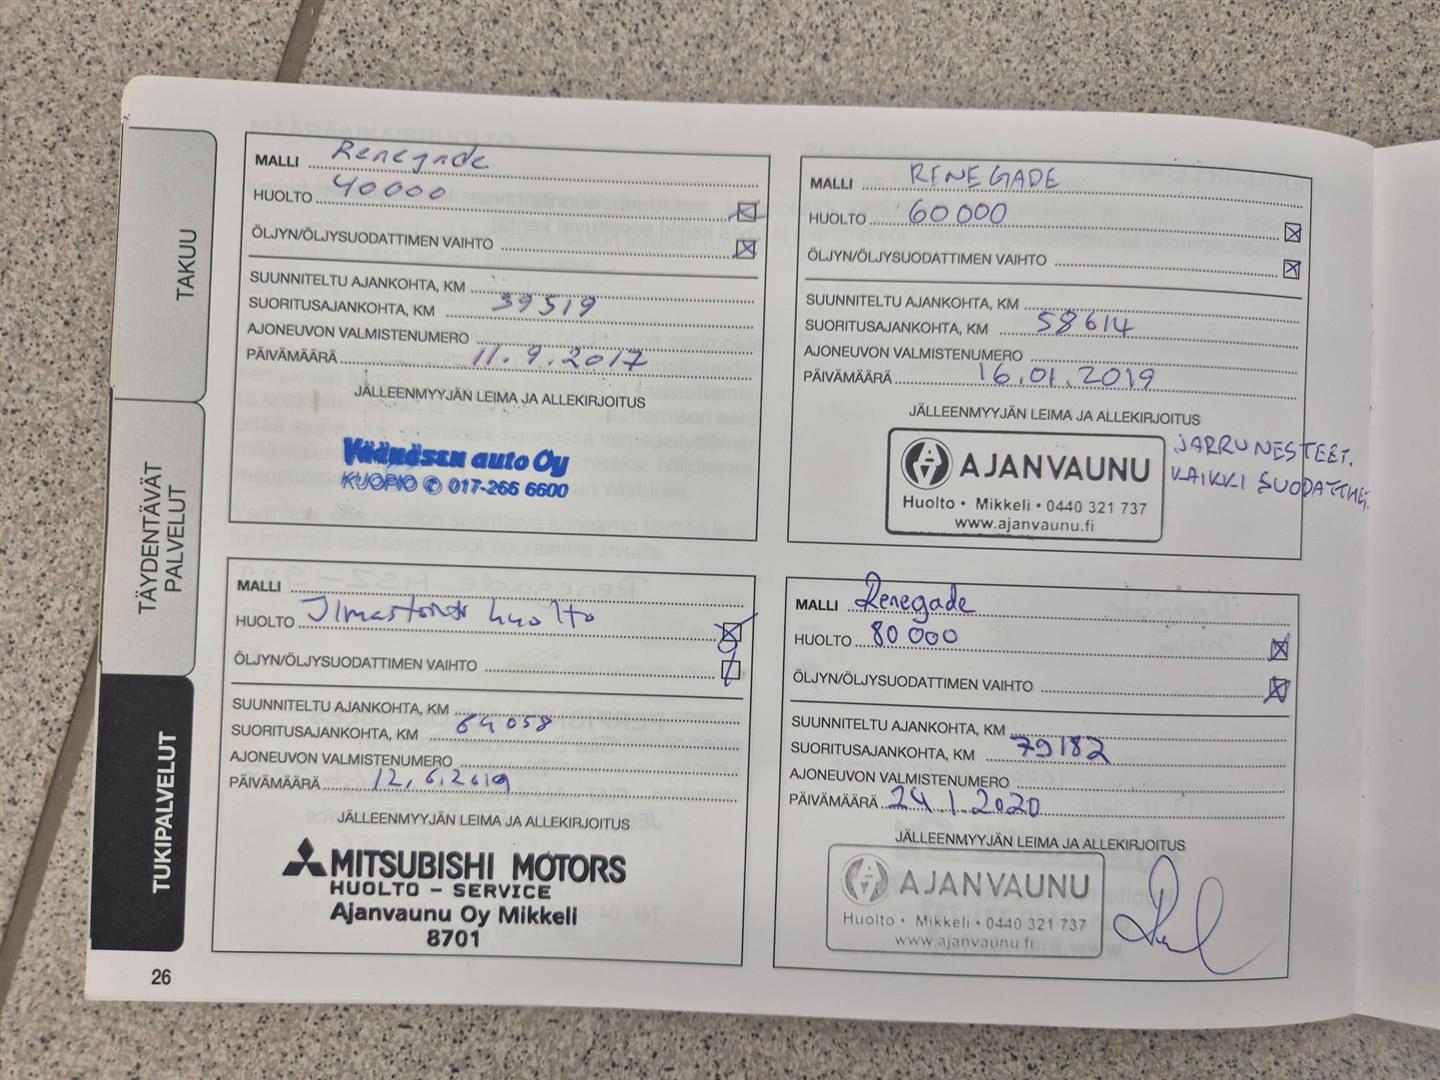 TAKUU
TÄYDENTÄVÄT
PALVELUT
TUKIPALVELUT
26
MALLI Renegade
HUOLTO 40000
ÖLJYN/ÖLJYSUODATTIMEN VAIHTO
SUUNNITELTU AJANKOHTA, KM
SUORITUSAJANKOHTA, KM 39519
AJONEUVON VALMISTENUMERO
PÄIVÄMÄÄRÄ 11.9.2017
JÄLLEENMYYJÄN LEIMA JA ALLEKIRJOITUS
Väänäsen auto Oy
KUOPIO ✆ 017-266 6600
MALLI RENEGADE
HUOLTO 60000
ÖLJYN/ÖLJYSUODATTIMEN VAIHTO
SUUNNITELTU AJANKOHTA, KM
SUORITUSAJANKOHTA, KM 58614
AJONEUVON VALMISTENUMERO
PÄIVÄMÄÄRÄ 16.01.2019
JÄLLEENMYYJÄN LEIMA JA ALLEKIRJOITUS
AJANVAUNU
Huolto • Mikkeli • 0440 321 737
www.ajanvaunu.fi
JARRUNESTEET.
KAIKKI
MALLI
HUOLTO Ilmastointi huolto
ÖLJYN/ÖLJYSUODATTIMEN VAIHTO
SUUNNITELTU AJANKOHTA, KM
SUORITUSAJANKOHTA, KM 64058
AJONEUVON VALMISTENUMERO
PÄIVÄMÄÄRÄ 12.6.2019
JÄLLEENMYYJÄN LEIMA JA ALLEKIRJOITUS
MITSUBISHI MOTORS
HUOLTO - SERVICE
Ajanvaunu Oy Mikkeli
8701
MALLI Renegade
HUOLTO 80000
ÖLJYN/ÖLJYSUODATTIMEN VAIHTO
SUUNNITELTU AJANKOHTA, KM
SUORITUSAJANKOHTA, KM 79182
AJONEUVON VALMISTENUMERO
PÄIVÄMÄÄRÄ 24.1.2020
JÄLLEENMYYJÄN LEIMA JA ALLEKIRJOITUS
AJANVAUNU
Huolto • Mikkeli • 0440 321 737
www.ajanvaunu.fi